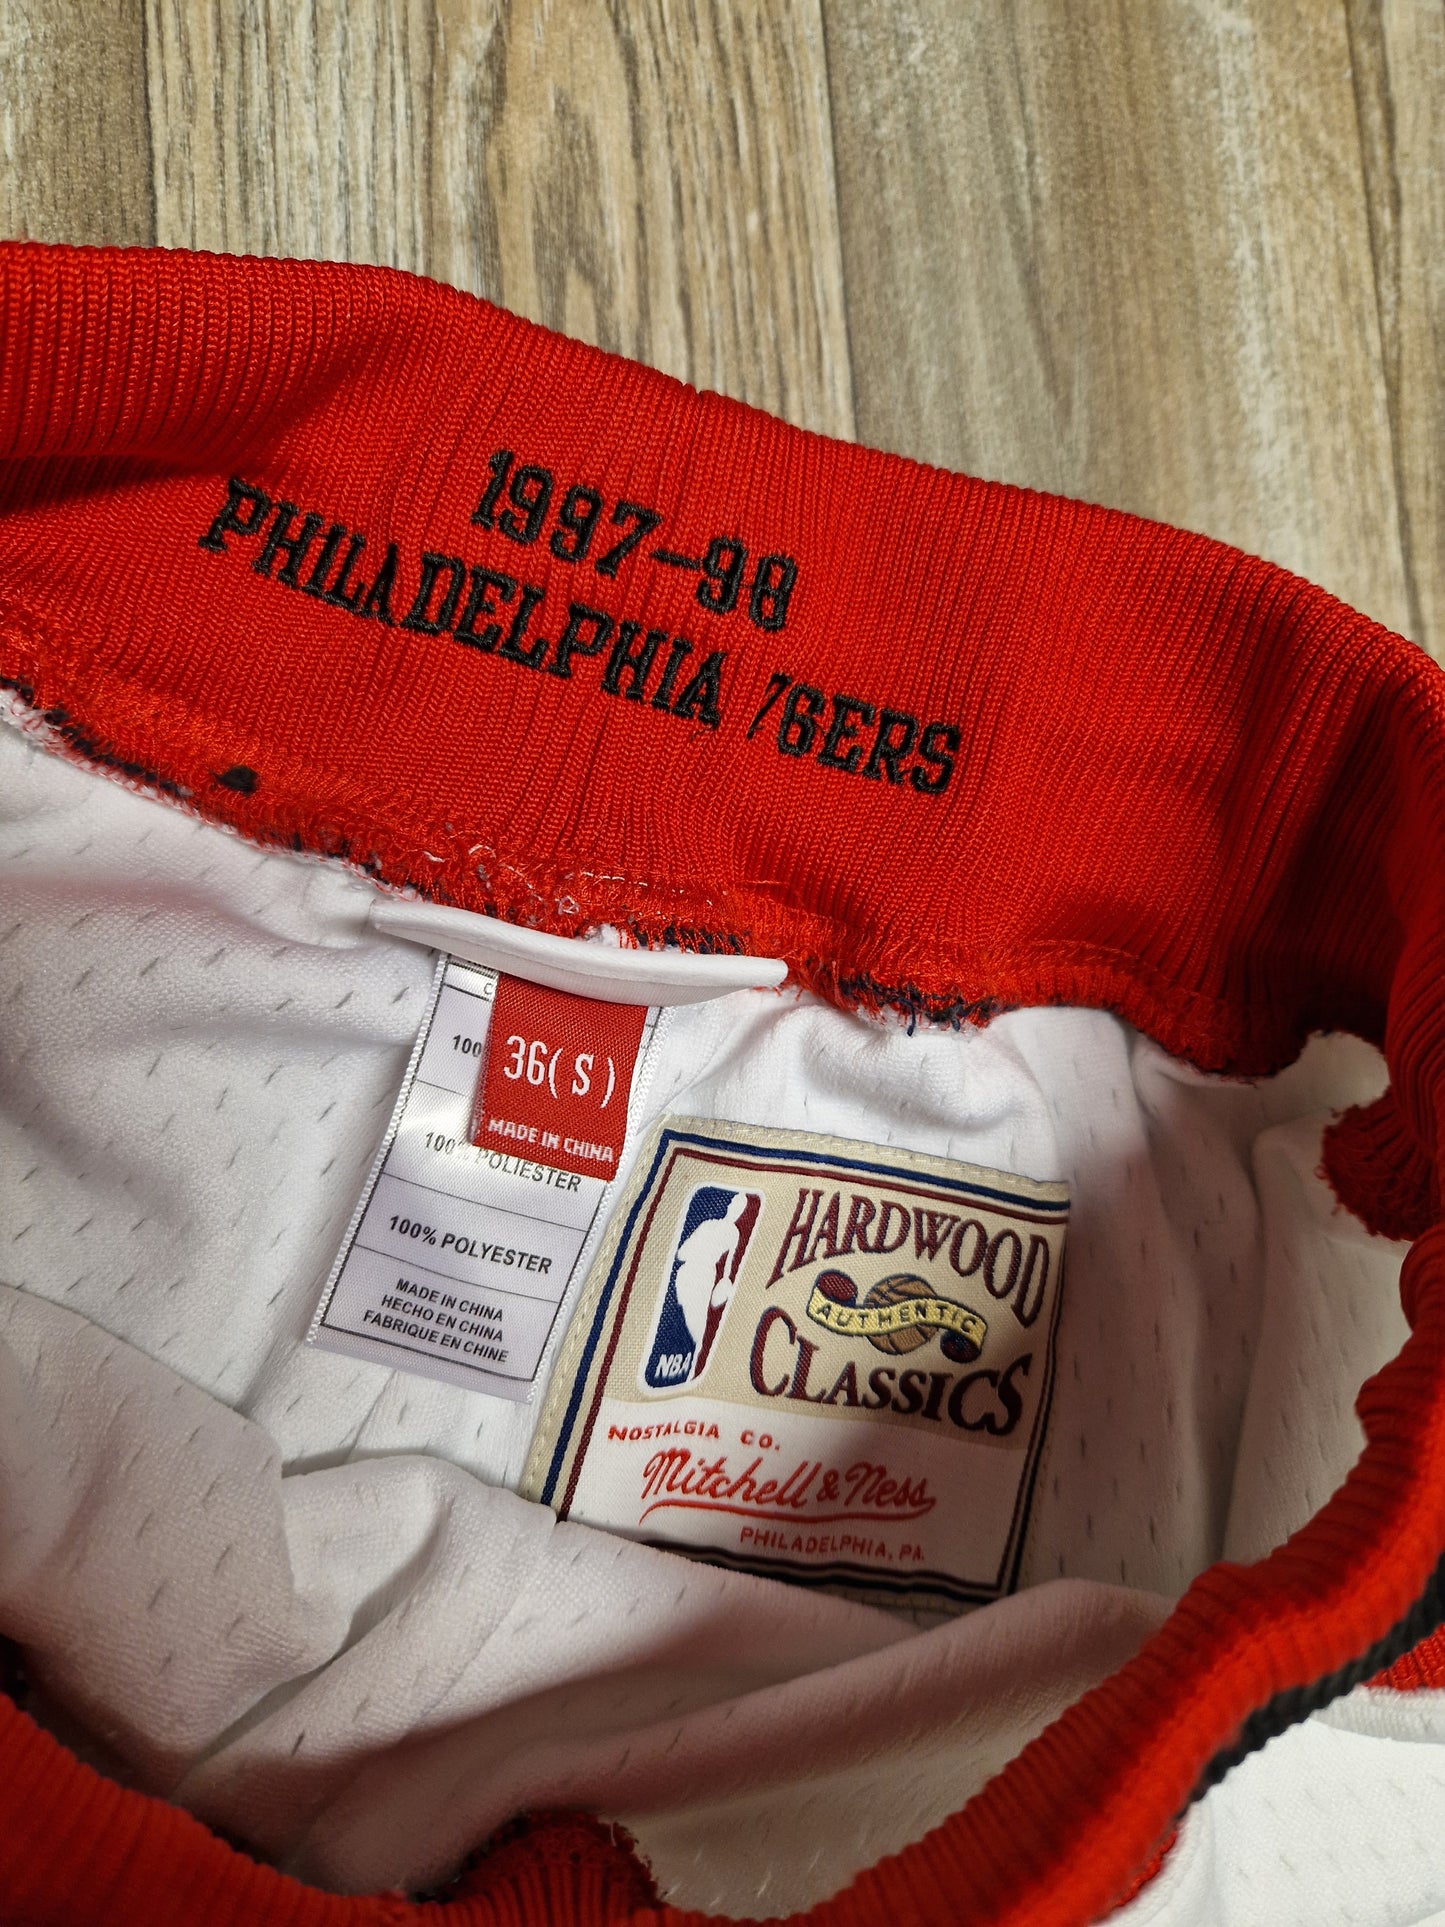 1997-98
PHILADELPHIA 76ERS
C
100
36( S )
MADE IN CHINA
100% POLIESTER
100% POLYESTER
MADE IN CHINA
HECHO EN CHINA
FABRIQUE EN CHINE
NBA
HARDWOOD
AUTHENTIC
CLASSICS
NOSTALGIA CO.
Mitchell & Ness
PHILADELPHIA, PA.